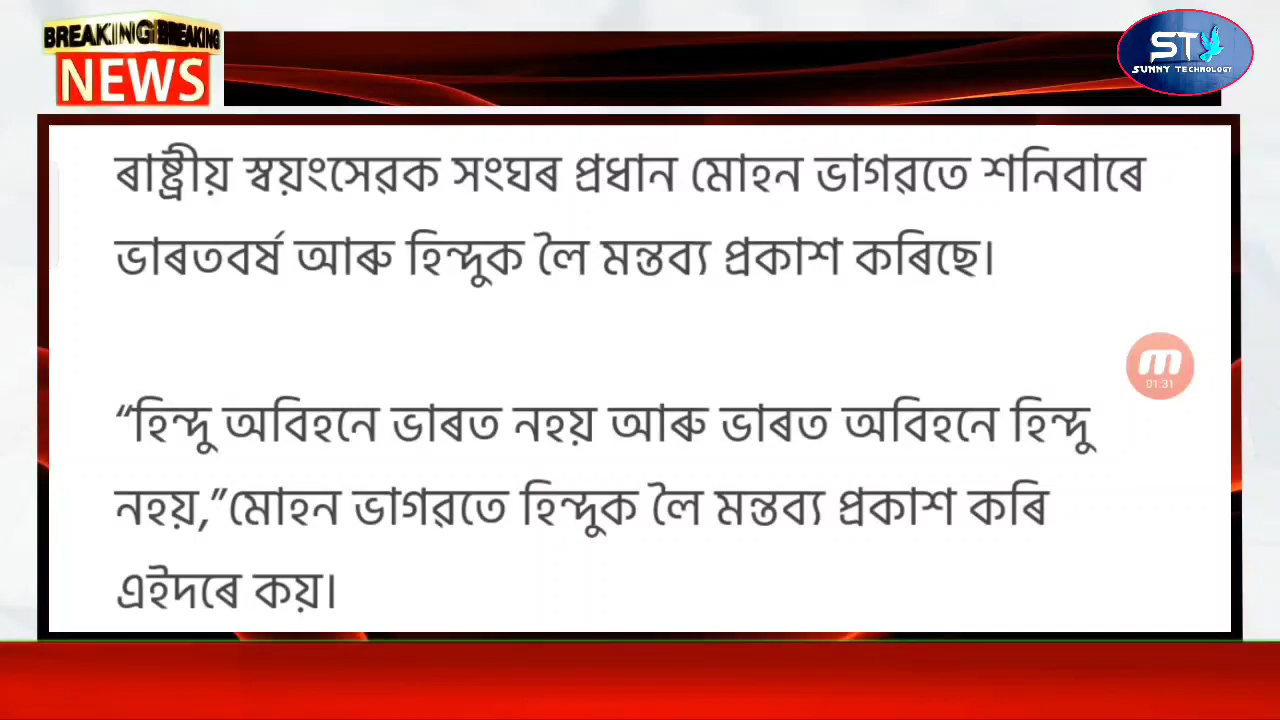 BREAKING BREAKING
NEWS
ST
SUNNY TECHNOLOGY
ৰাষ্ট্ৰীয় স্বয়ংসেৱক সংঘৰ প্ৰধান মোহন ভাগৱতে শনিবাৰে
ভাৰতবৰ্ষ আৰু হিন্দুক লৈ মন্তব্য প্ৰকাশ কৰিছে।
01:31
“হিন্দু অবিহনে ভাৰত নহয় আৰু ভাৰত অবিহনে হিন্দু
নহয়,”মোহন ভাগৱতে হিন্দুক লৈ মন্তব্য প্ৰকাশ কৰি
এইদৰে কয়।